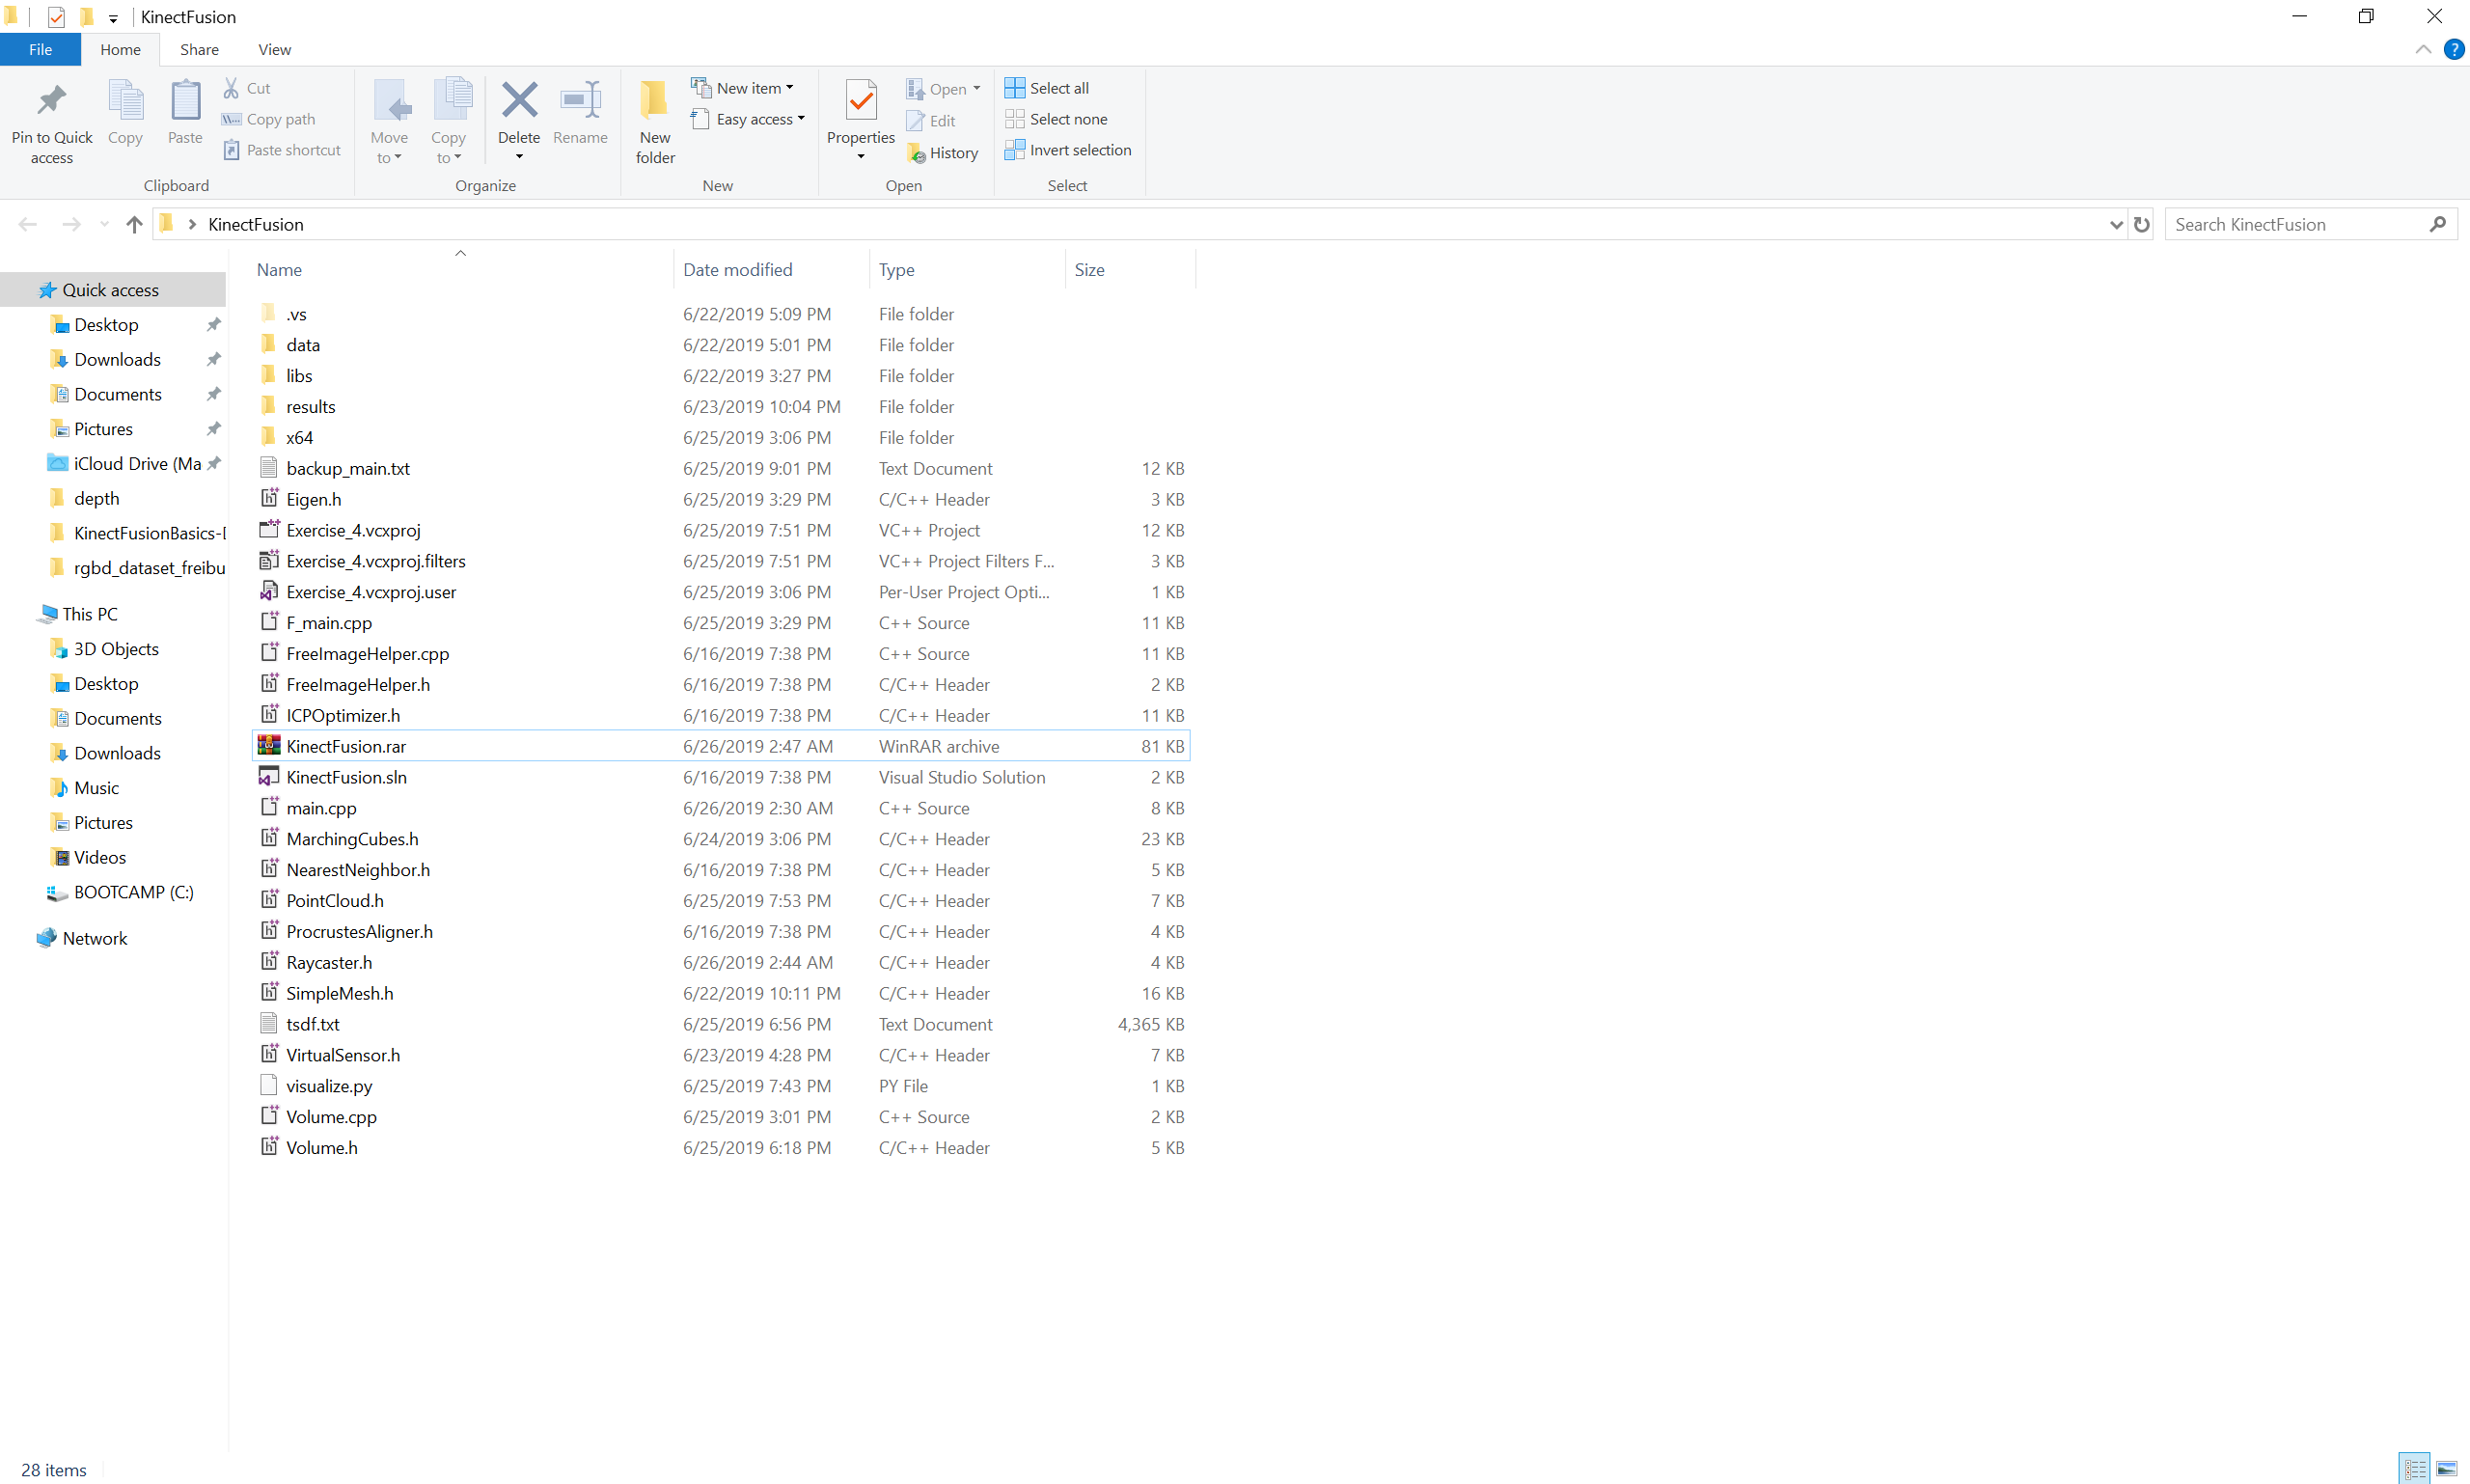 KinectFusion
File Home Share View
Pin to Quick access
Copy
Paste
Cut
Copy path
Paste shortcut
Clipboard
Move to
Copy to
Delete
Rename
Organize
New folder
New item
Easy access
New
Properties
Open
Edit
History
Open
Select all
Select none
Invert selection
Select
KinectFusion
Search KinectFusion
Quick access
Desktop
Downloads
Documents
Pictures
iCloud Drive (Ma
depth
KinectFusionBasics-
rgbd_dataset_freibu
This PC
3D Objects
Desktop
Documents
Downloads
Music
Pictures
Videos
BOOTCAMP (C:)
Network
Name Date modified Type Size
.vs 6/22/2019 5:09 PM File folder
data 6/22/2019 5:01 PM File folder
libs 6/22/2019 3:27 PM File folder
results 6/23/2019 10:04 PM File folder
x64 6/25/2019 3:06 PM File folder
backup_main.txt 6/25/2019 9:01 PM Text Document 12 KB
Eigen.h 6/25/2019 3:29 PM C/C++ Header 3 KB
Exercise_4.vcxproj 6/25/2019 7:51 PM VC++ Project 12 KB
Exercise_4.vcxproj.filters 6/25/2019 7:51 PM VC++ Project Filters F... 3 KB
Exercise_4.vcxproj.user 6/25/2019 3:06 PM Per-User Project Opti... 1 KB
F_main.cpp 6/25/2019 3:29 PM C++ Source 11 KB
FreeImageHelper.cpp 6/16/2019 7:38 PM C++ Source 11 KB
FreeImageHelper.h 6/16/2019 7:38 PM C/C++ Header 2 KB
ICPOptimizer.h 6/16/2019 7:38 PM C/C++ Header 11 KB
KinectFusion.rar 6/26/2019 2:47 AM WinRAR archive 81 KB
KinectFusion.sln 6/16/2019 7:38 PM Visual Studio Solution 2 KB
main.cpp 6/26/2019 2:30 AM C++ Source 8 KB
MarchingCubes.h 6/24/2019 3:06 PM C/C++ Header 23 KB
NearestNeighbor.h 6/16/2019 7:38 PM C/C++ Header 5 KB
PointCloud.h 6/25/2019 7:53 PM C/C++ Header 7 KB
ProcrustesAligner.h 6/16/2019 7:38 PM C/C++ Header 4 KB
Raycaster.h 6/26/2019 2:44 AM C/C++ Header 4 KB
SimpleMesh.h 6/22/2019 10:11 PM C/C++ Header 16 KB
tsdf.txt 6/25/2019 6:56 PM Text Document 4,365 KB
VirtualSensor.h 6/23/2019 4:28 PM C/C++ Header 7 KB
visualize.py 6/25/2019 7:43 PM PY File 1 KB
Volume.cpp 6/25/2019 3:01 PM C++ Source 2 KB
Volume.h 6/25/2019 6:18 PM C/C++ Header 5 KB
28 items